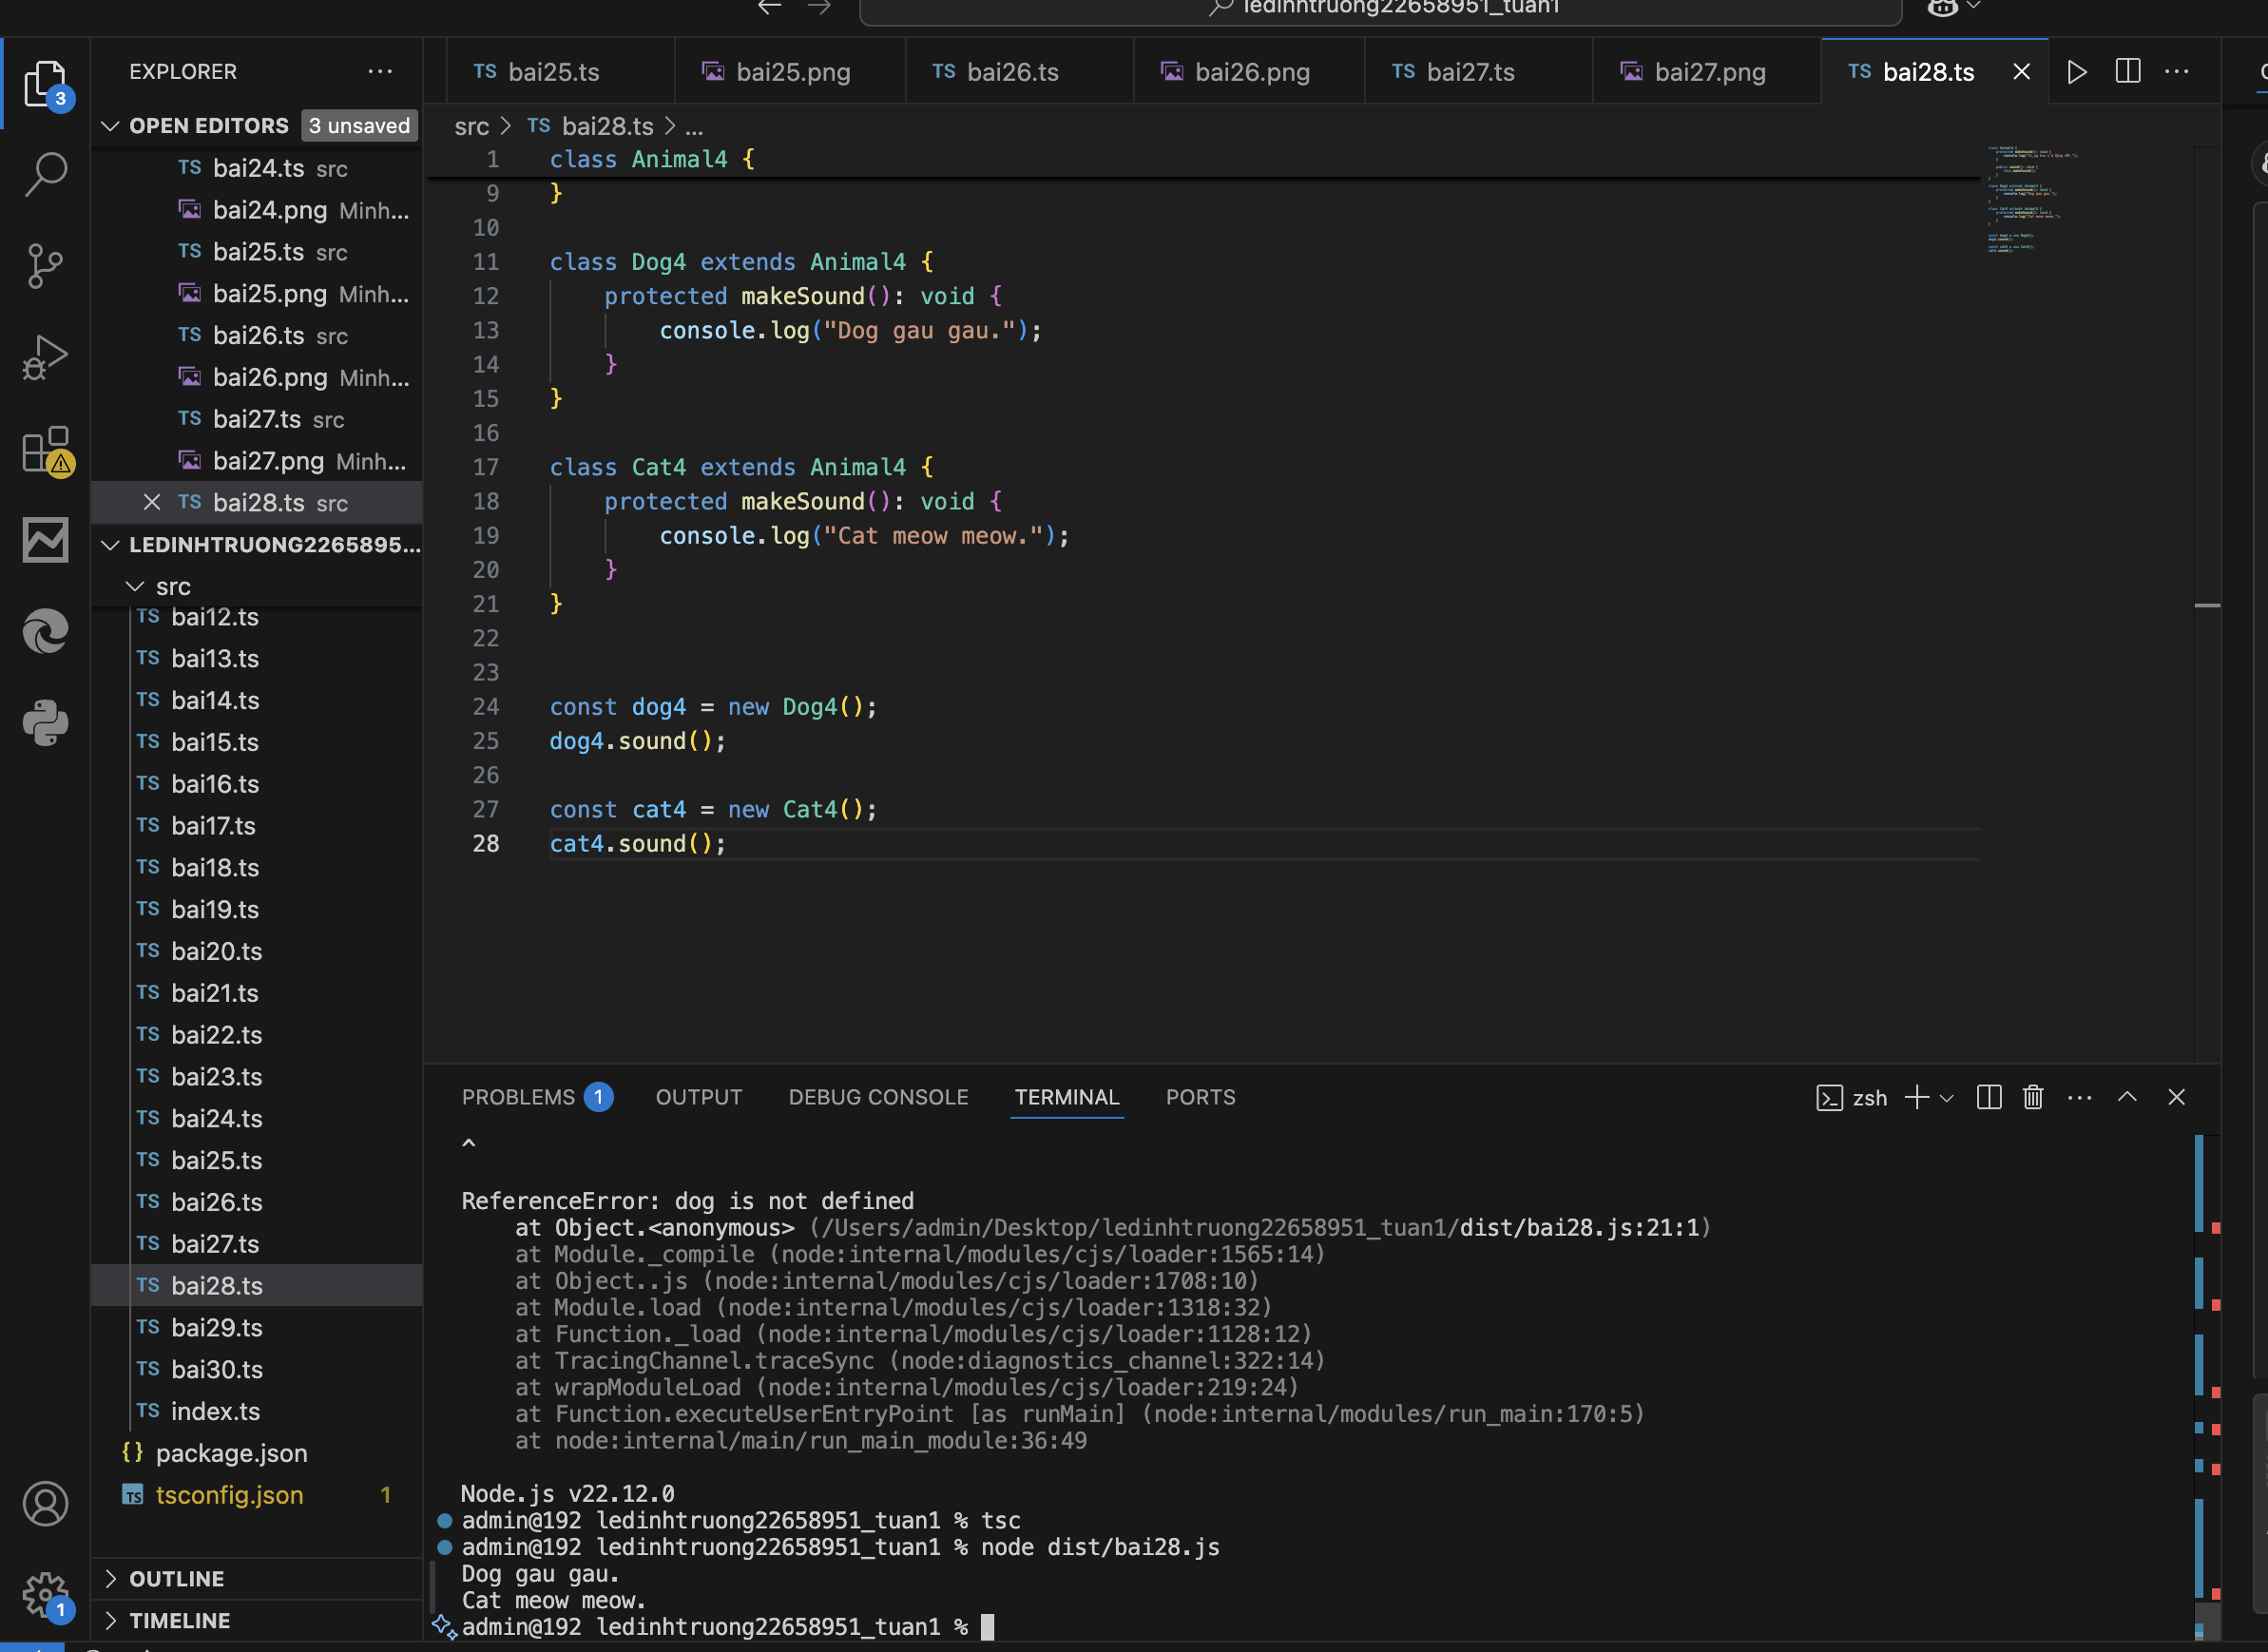 ledinhtruong22658951_tuan1
EXPLORER
3
OPEN EDITORS 3 unsaved
TS bai24.ts src
bai24.png Minh...
TS bai25.ts src
bai25.png Minh...
TS bai26.ts src
bai26.png Minh...
TS bai27.ts src
bai27.png Minh...
TS bai28.ts src
LEDINHTRUONG2265895...
src
TS bai12.ts
TS bai13.ts
TS bai14.ts
TS bai15.ts
TS bai16.ts
TS bai17.ts
TS bai18.ts
TS bai19.ts
TS bai20.ts
TS bai21.ts
TS bai22.ts
TS bai23.ts
TS bai24.ts
TS bai25.ts
TS bai26.ts
TS bai27.ts
TS bai28.ts
TS bai29.ts
TS bai30.ts
TS index.ts
{} package.json
TS tsconfig.json 1
OUTLINE
1
TIMELINE
TS bai25.ts bai25.png TS bai26.ts bai26.png TS bai27.ts bai27.png TS bai28.ts
src > TS bai28.ts > ...
1 class Animal4 {
9 }
10
11 class Dog4 extends Animal4 {
12 protected makeSound(): void {
13 console.log("Dog gau gau.");
14 }
15 }
16
17 class Cat4 extends Animal4 {
18 protected makeSound(): void {
19 console.log("Cat meow meow.");
20 }
21 }
22
23
24 const dog4 = new Dog4();
25 dog4.sound();
26
27 const cat4 = new Cat4();
28 cat4.sound();
PROBLEMS 1 OUTPUT DEBUG CONSOLE TERMINAL PORTS zsh
^
ReferenceError: dog is not defined
at Object.<anonymous> (/Users/admin/Desktop/ledinhtruong22658951_tuan1/dist/bai28.js:21:1)
at Module._compile (node:internal/modules/cjs/loader:1565:14)
at Object..js (node:internal/modules/cjs/loader:1708:10)
at Module.load (node:internal/modules/cjs/loader:1318:32)
at Function._load (node:internal/modules/cjs/loader:1128:12)
at TracingChannel.traceSync (node:diagnostics_channel:322:14)
at wrapModuleLoad (node:internal/modules/cjs/loader:219:24)
at Function.executeUserEntryPoint [as runMain] (node:internal/modules/run_main:170:5)
at node:internal/main/run_main_module:36:49
Node.js v22.12.0
admin@192 ledinhtruong22658951_tuan1 % tsc
admin@192 ledinhtruong22658951_tuan1 % node dist/bai28.js
Dog gau gau.
Cat meow meow.
admin@192 ledinhtruong22658951_tuan1 %